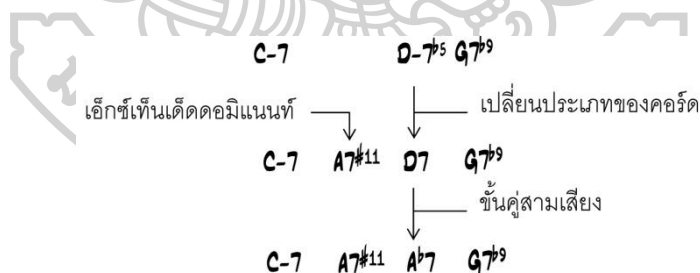 C-7 D-7♭5 G7♭9
เอ็กซ์เท็นเด็ดดอมิแนนท์ เปลี่ยนประเภทของคอร์ด
C-7 A7#11 D7 G7♭9
ขั้นคู่สามเสียง
C-7 A7#11 A♭7 G7♭9